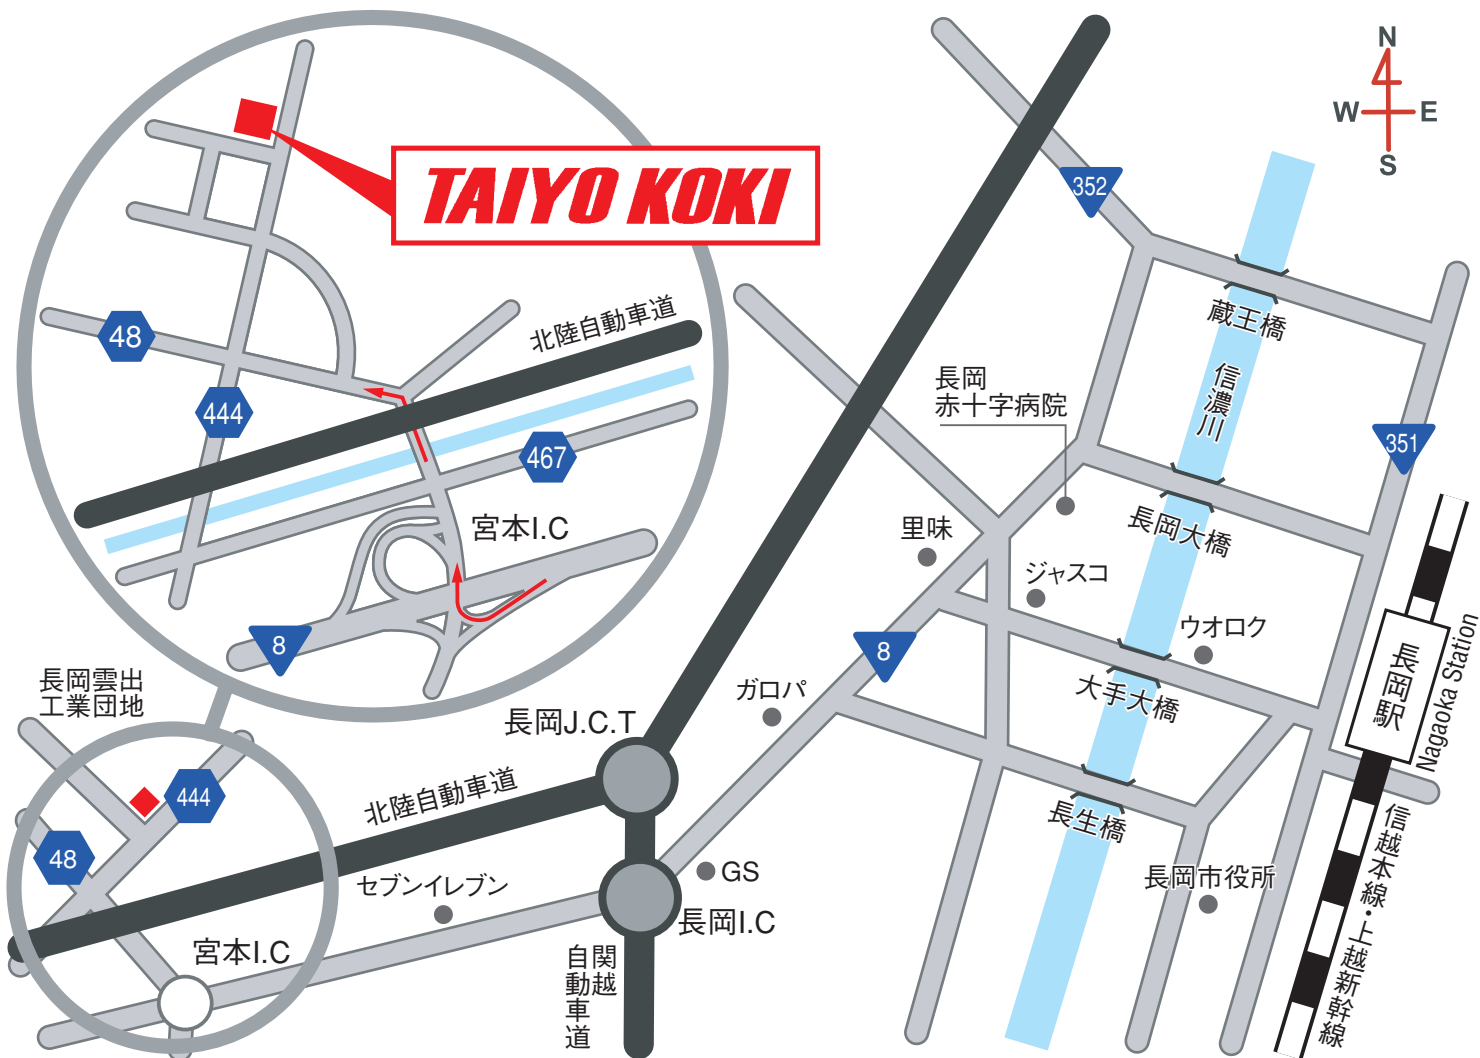 TAIYO KOKI
北陸自動車道
48
444
467
宮本I.C
8
N
W
E
S
352
蔵王橋
信濃川
長岡
赤十字病院
351
長岡大橋
里味
ジャスコ
ウオロク
8
大手大橋
長岡駅
Nagaoka Station
ガロパ
長岡J.C.T
長岡雲出
工業団地
444
48
北陸自動車道
セブンイレブン
GS
長岡I.C
長生橋
長岡市役所
宮本I.C
関越
自動車道
信越本線・上越新幹線